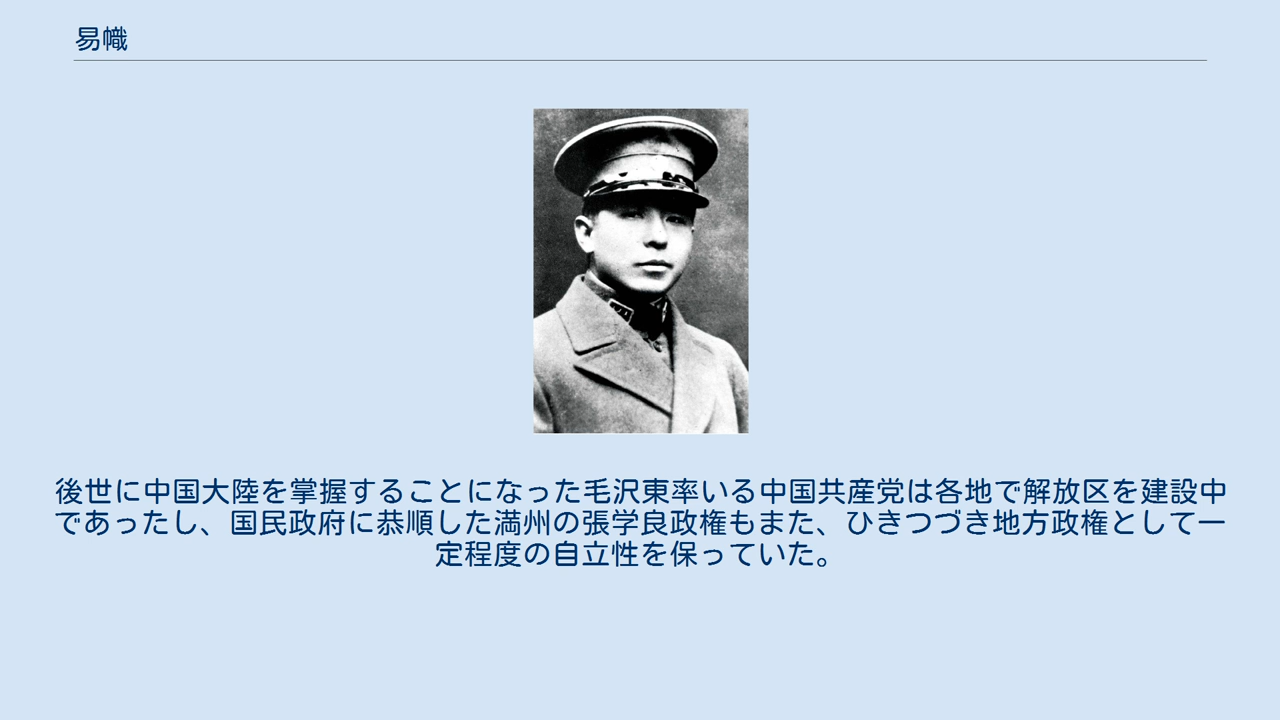 易幟
後世に中国大陸を掌握することになった毛沢東率いる中国共産党は各地で解放区を建設中
であったし、国民政府に恭順した満州の張学良政権もまた、ひきつづき地方政権として一
定程度の自立性を保っていた。